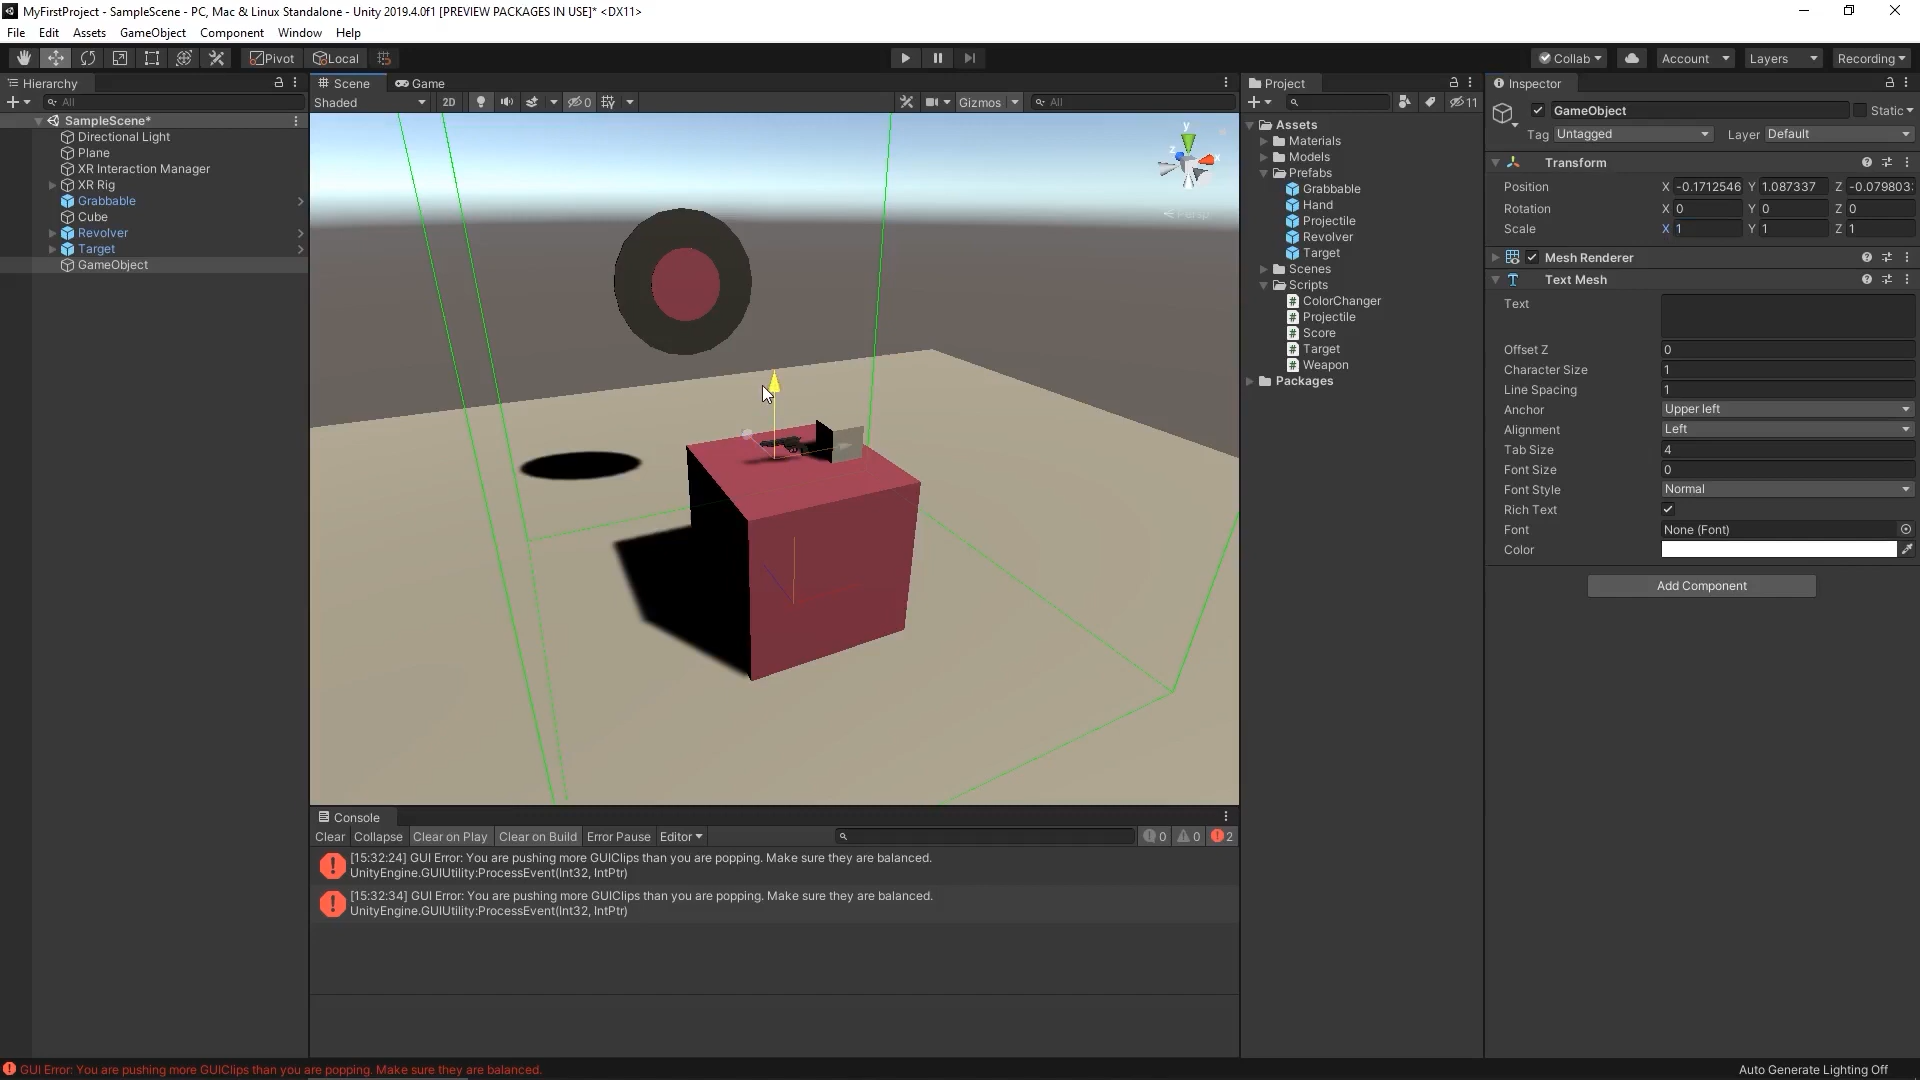 MyFirstProject - SampleScene - PC, Mac & Linux Standalone - Unity 2019.4.0f1 [PREVIEW PACKAGES IN USE]* <DX11>
File Edit Assets GameObject Component Window Help
Pivot Local Collab Account Layers Recording
Hierarchy
All
SampleScene*
Directional Light
Plane
XR Interaction Manager
XR Rig
Grabbable
Cube
Revolver
Target
GameObject
Scene Game
Shaded 2D 0 Gizmos All
y
x
z
Persp
Console
Clear Collapse Clear on Play Clear on Build Error Pause Editor 0 0 2
[15:32:24] GUI Error: You are pushing more GUIClips than you are popping. Make sure they are balanced.
UnityEngine.GUIUtility:ProcessEvent(Int32, IntPtr)
[15:32:34] GUI Error: You are pushing more GUIClips than you are popping. Make sure they are balanced.
UnityEngine.GUIUtility:ProcessEvent(Int32, IntPtr)
Project
11
Assets
Materials
Models
Prefabs
Grabbable
Hand
Projectile
Revolver
Target
Scenes
Scripts
ColorChanger
Projectile
Score
Target
Weapon
Packages
Inspector
GameObject Static
Tag Untagged Layer Default
Transform
Position X -0.1712546 Y 1.087337 Z -0.079803
Rotation X 0 Y 0 Z 0
Scale X 1 Y 1 Z 1
Mesh Renderer
Text Mesh
Text
Offset Z 0
Character Size 1
Line Spacing 1
Anchor Upper left
Alignment Left
Tab Size 4
Font Size 0
Font Style Normal
Rich Text
Font None (Font)
Color
Add Component
GUI Error: You are pushing more GUIClips than you are popping. Make sure they are balanced.
Auto Generate Lighting Off